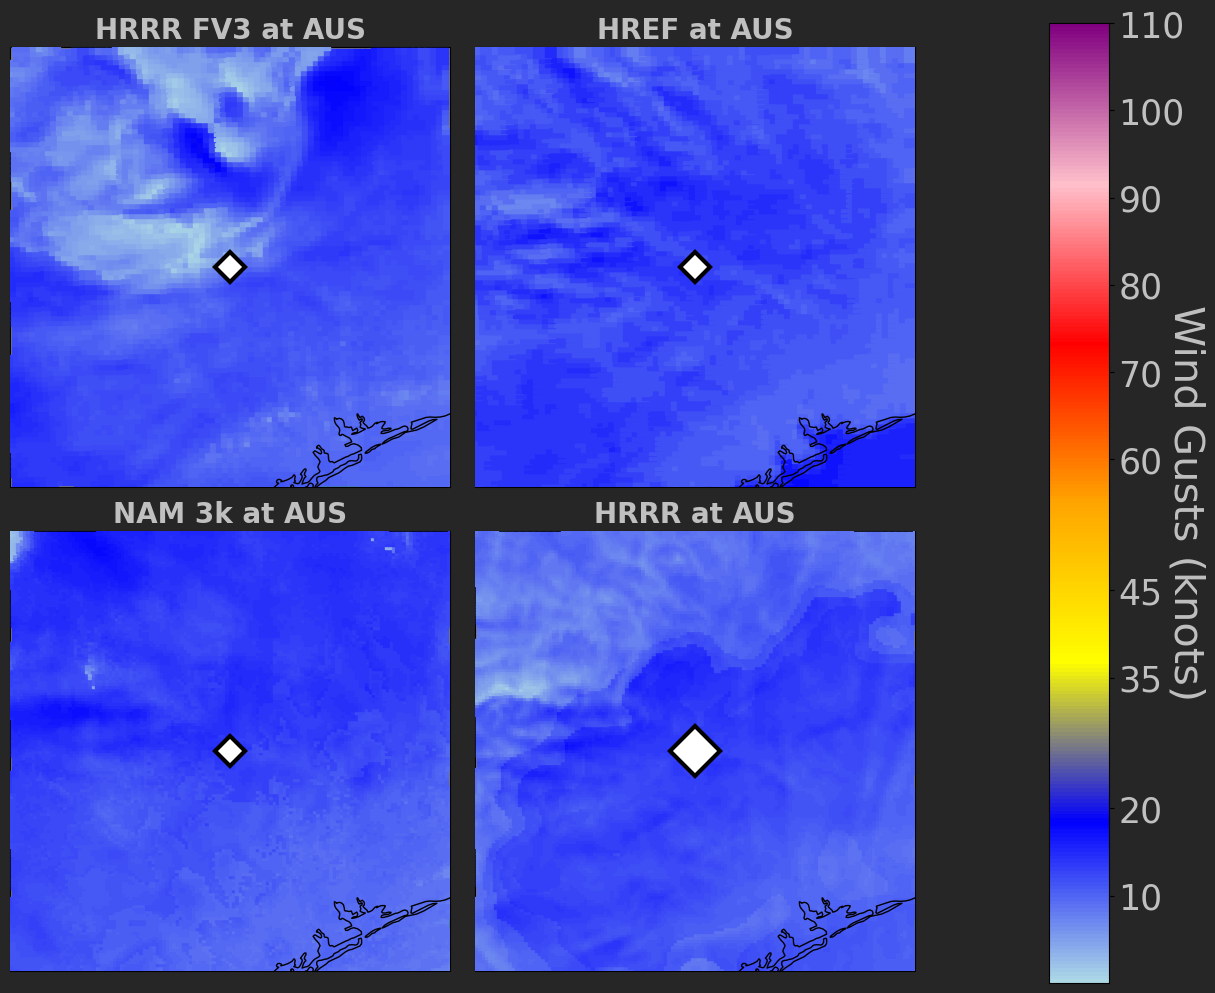 HRRR FV3 at AUS
HREF at AUS
NAM 3k at AUS
HRRR at AUS
110
100
90
80
70
60
45
35
20
10
Wind Gusts (knots)